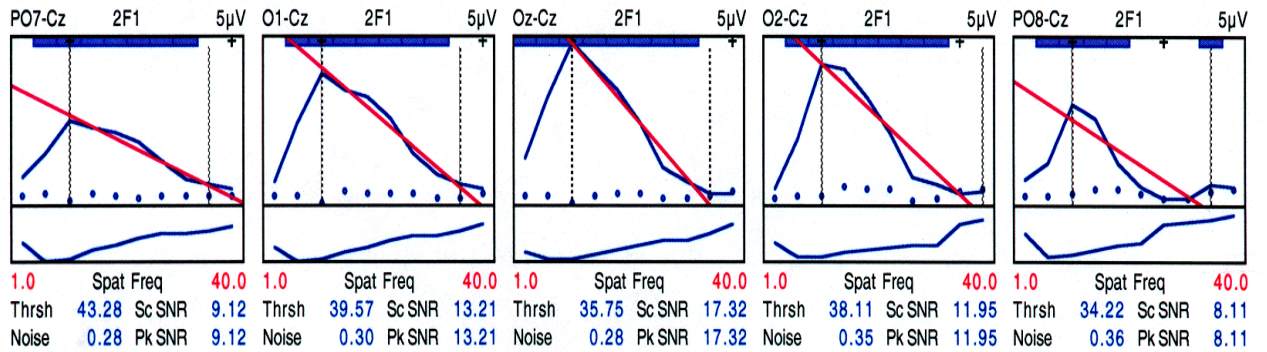 PO7-Cz 2F1 5µV O1-Cz 2F1 5µV Oz-Cz 2F1 5µV O2-Cz 2F1 5µV PO8-Cz 2F1 5µV
1.0 Spat Freq 40.0 1.0 Spat Freq 40.0 1.0 Spat Freq 40.0 1.0 Spat Freq 40.0 1.0 Spat Freq 40.0
Thrsh 43.28 Sc SNR 9.12 Thrsh 39.57 Sc SNR 13.21 Thrsh 35.75 Sc SNR 17.32 Thrsh 38.11 Sc SNR 11.95 Thrsh 34.22 Sc SNR 8.11
Noise 0.28 Pk SNR 9.12 Noise 0.30 Pk SNR 13.21 Noise 0.28 Pk SNR 17.32 Noise 0.35 Pk SNR 11.95 Noise 0.36 Pk SNR 8.11